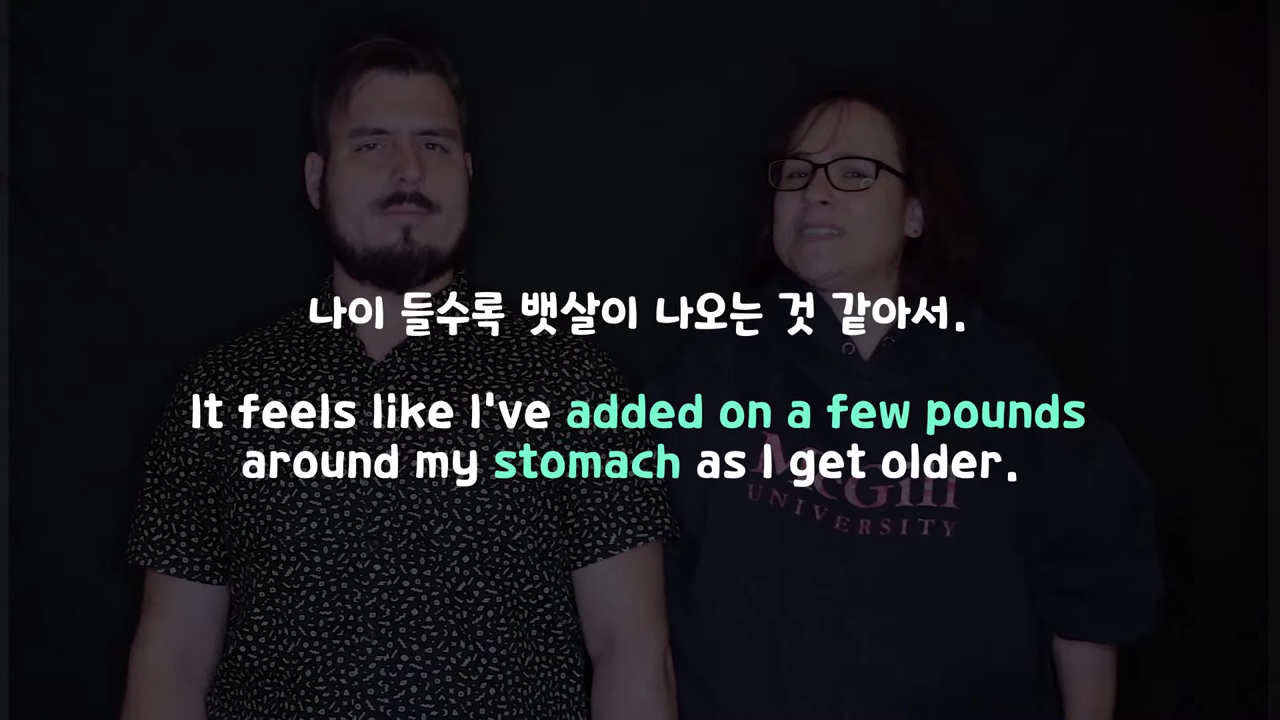 나이 들수록 뱃살이 나오는 것 같아서.
It feels like I've added on a few pounds
around my stomach as I get older.
McGill
UNIVERSITY